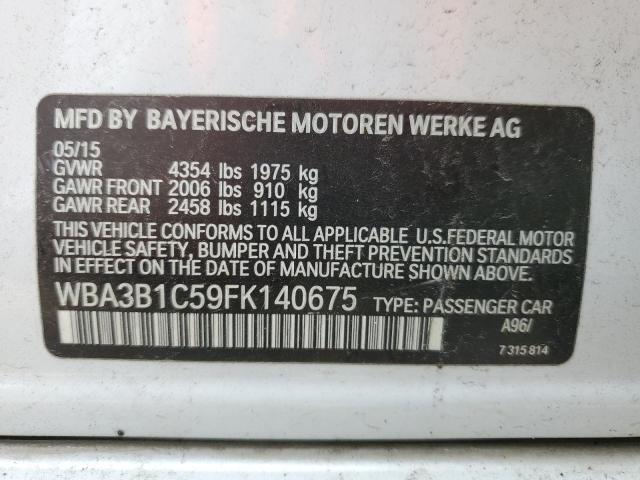 MFD BY BAYERISCHE MOTOREN WERKE AG
05/15
GVWR 4354 lbs 1975 kg
GAWR FRONT 2006 lbs 910 kg
GAWR REAR 2458 lbs 1115 kg
THIS VEHICLE CONFORMS TO ALL APPLICABLE U.S.FEDERAL MOTOR
VEHICLE SAFETY, BUMPER AND THEFT PREVENTION STANDARDS
IN EFFECT ON THE DATE OF MANUFACTURE SHOWN ABOVE.
WBA3B1C59FK140675 TYPE: PASSENGER CAR
A96/
7 315 814